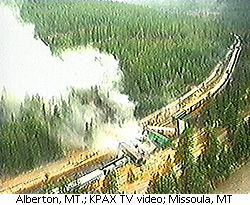 Alberton, MT.; KPAX TV video; Missoula, MT